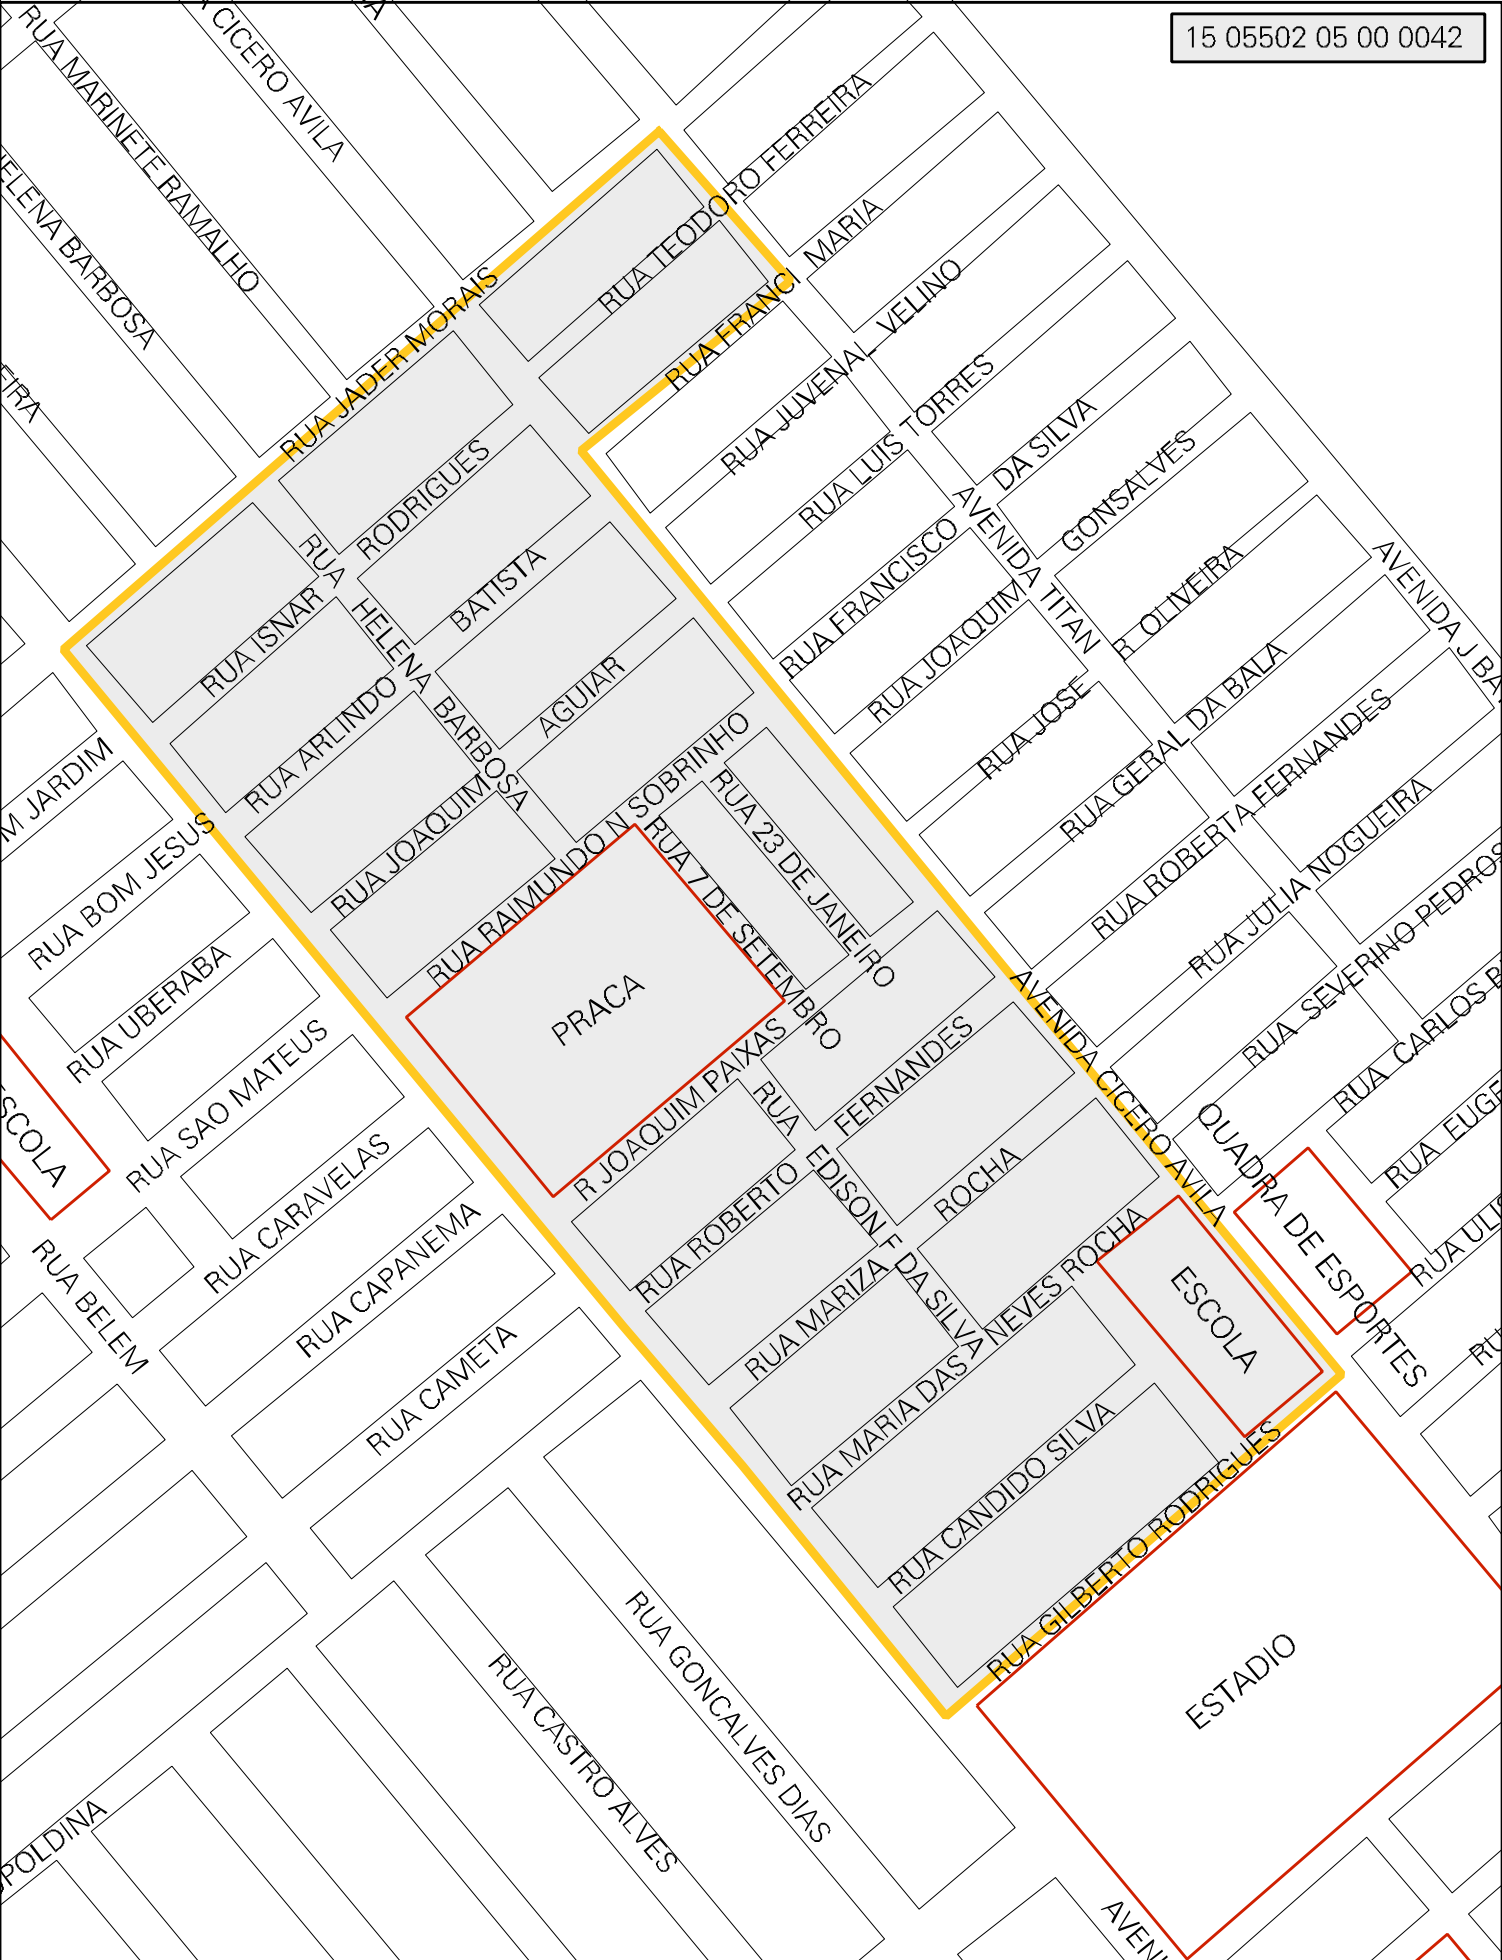 15 05502 05 00 0042
RUA MARINETE RAMALHO
CICERO AVILA
HELENA BARBOSA
RUA JADER MORAIS
RUA TEODORO FERREIRA
RUA FRANCI MARIA
RUA JUVENAL VELINO
RUA LUIS TORRES
RUA FRANCISCO DA SILVA
RUA JOAQUIM GONSALVES
RUA JOSE R OLIVEIRA
AVENIDA TITAN
AVENIDA J BA
RUA GERAL DA BALA
RUA ROBERTA FERNANDES
RUA JULIA NOGUEIRA
RUA SEVERINO PEDROS
RUA CARLOS B
RUA EUGE
RUA ULIS
RU
RUA ISNAR RODRIGUES
RUA ARLINDO BATISTA
RUA JOAQUIM AGUIAR
RUA HELENA BARBOSA
RUA RAIMUNDO N SOBRINHO
RUA 23 DE JANEIRO
RUA 7 DE SETEMBRO
PRACA
R JOAQUIM PAIXAS
RUA ROBERTO FERNANDES
RUA MARIZA ROCHA
RUA EDISON F DA SILVA
RUA MARIA DAS NEVES ROCHA
RUA CANDIDO SILVA
RUA GILBERTO RODRIGUES
AVENIDA CICERO AVILA
ESCOLA
QUADRA DE ESPORTES
ESTADIO
M JARDIM
RUA BOM JESUS
RUA UBERABA
RUA SAO MATEUS
RUA CARAVELAS
RUA CAPANEMA
RUA CAMETA
RUA BELEM
ESCOLA
RUA GONCALVES DIAS
RUA CASTRO ALVES
POLDINA
AVENI